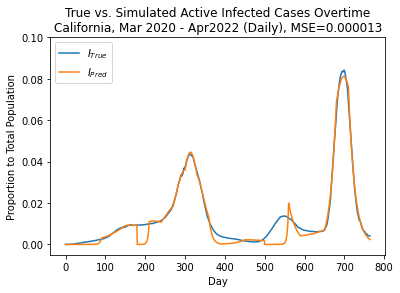 True vs. Simulated Active Infected Cases Overtime
California, Mar 2020 - Apr2022 (Daily), MSE=0.000013
0.10
0.08
0.06
0.04
0.02
0.00
Proportion to Total Population
I_True
I_Pred
0 100 200 300 400 500 600 700 800
Day